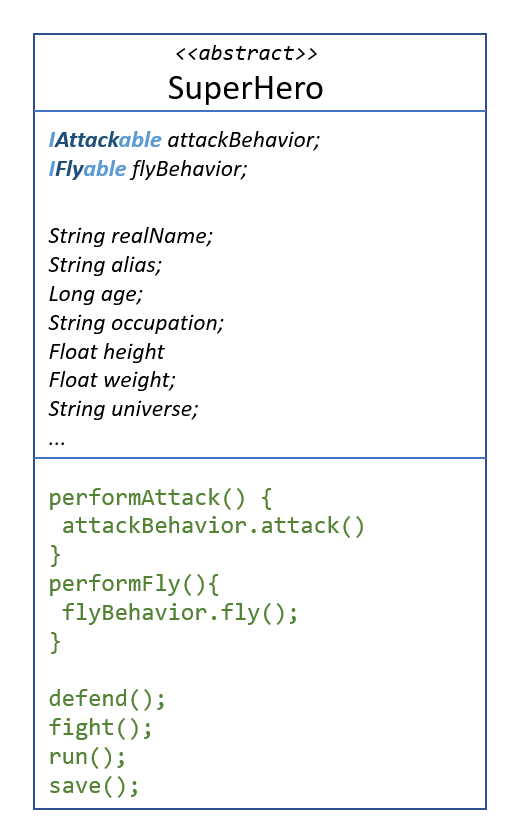 <<abstract>>
SuperHero
IAttackable attackBehavior;
IFlyable flyBehavior;
String realName;
String alias;
Long age;
String occupation;
Float height
Float weight;
String universe;
...
performAttack() {
attackBehavior.attack()
}
performFly(){
flyBehavior.fly();
}
defend();
fight();
run();
save();